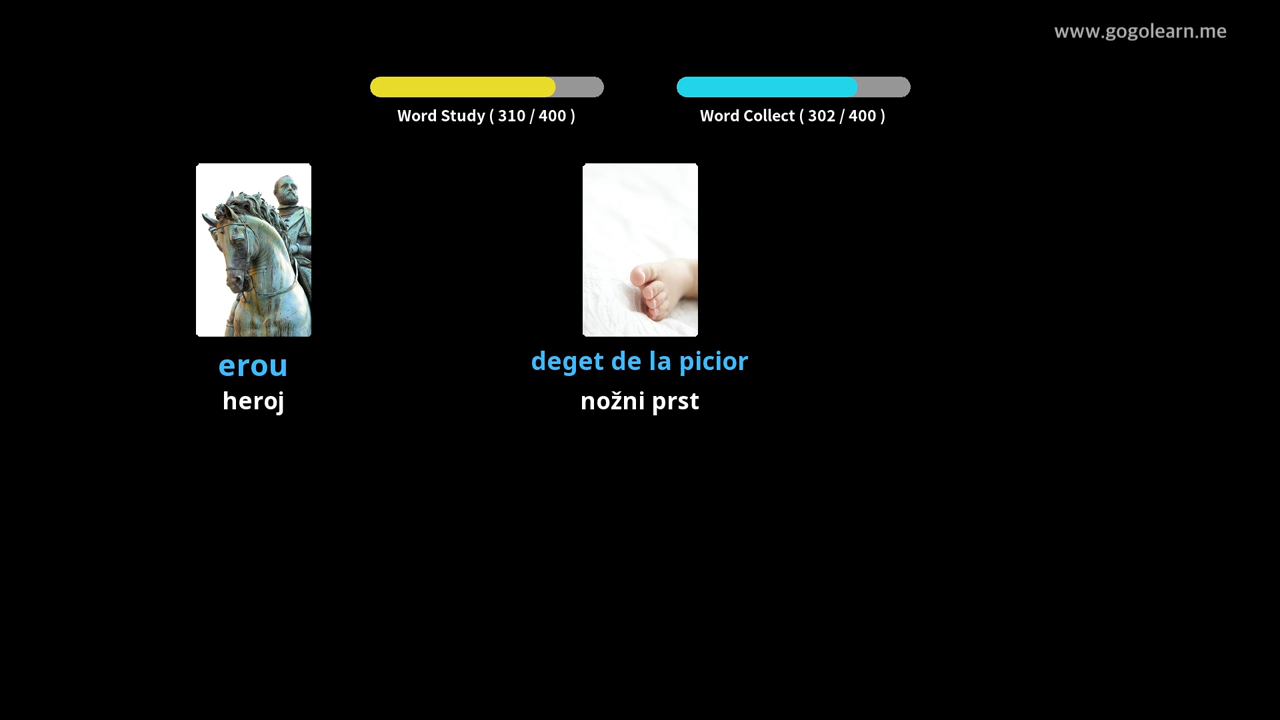 www.gogolearn.me
Word Study ( 310 / 400 )
Word Collect ( 302 / 400 )
erou
heroj
deget de la picior
nožni prst